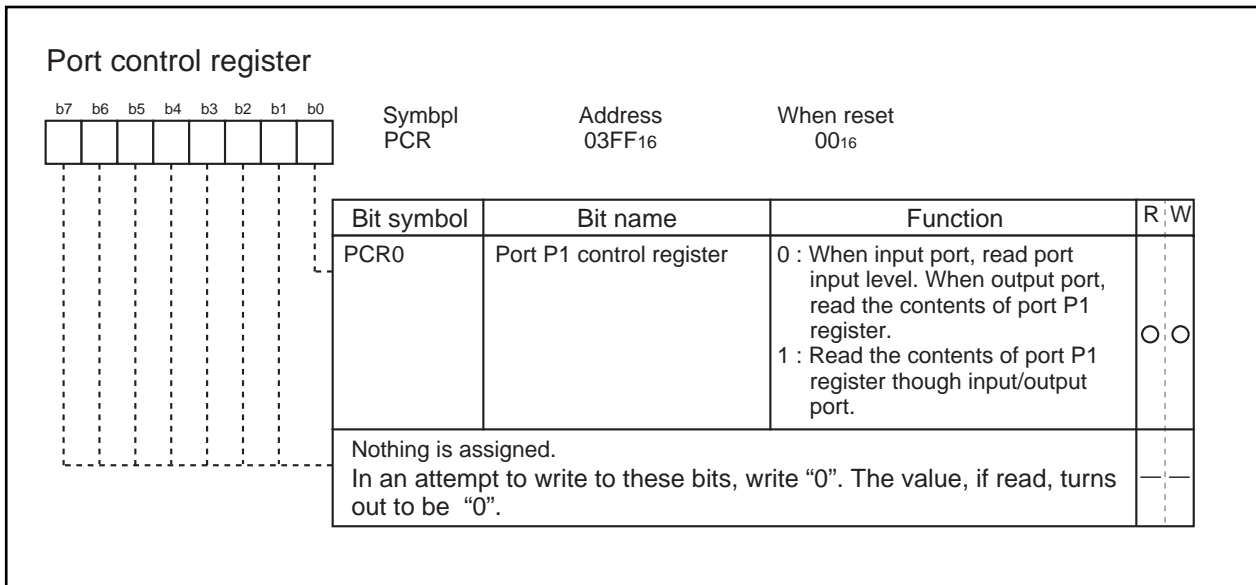 Port control register
b7 b6 b5 b4 b3 b2 b1 b0
Symbpl Address When reset
PCR 03FF16 0016
Bit symbol Bit name Function R W
PCR0 Port P1 control register 0 : When input port, read port
input level. When output port,
read the contents of port P1
register.
1 : Read the contents of port P1
register though input/output
port.
Nothing is assigned.
In an attempt to write to these bits, write “0”. The value, if read, turns
out to be “0”.
— —